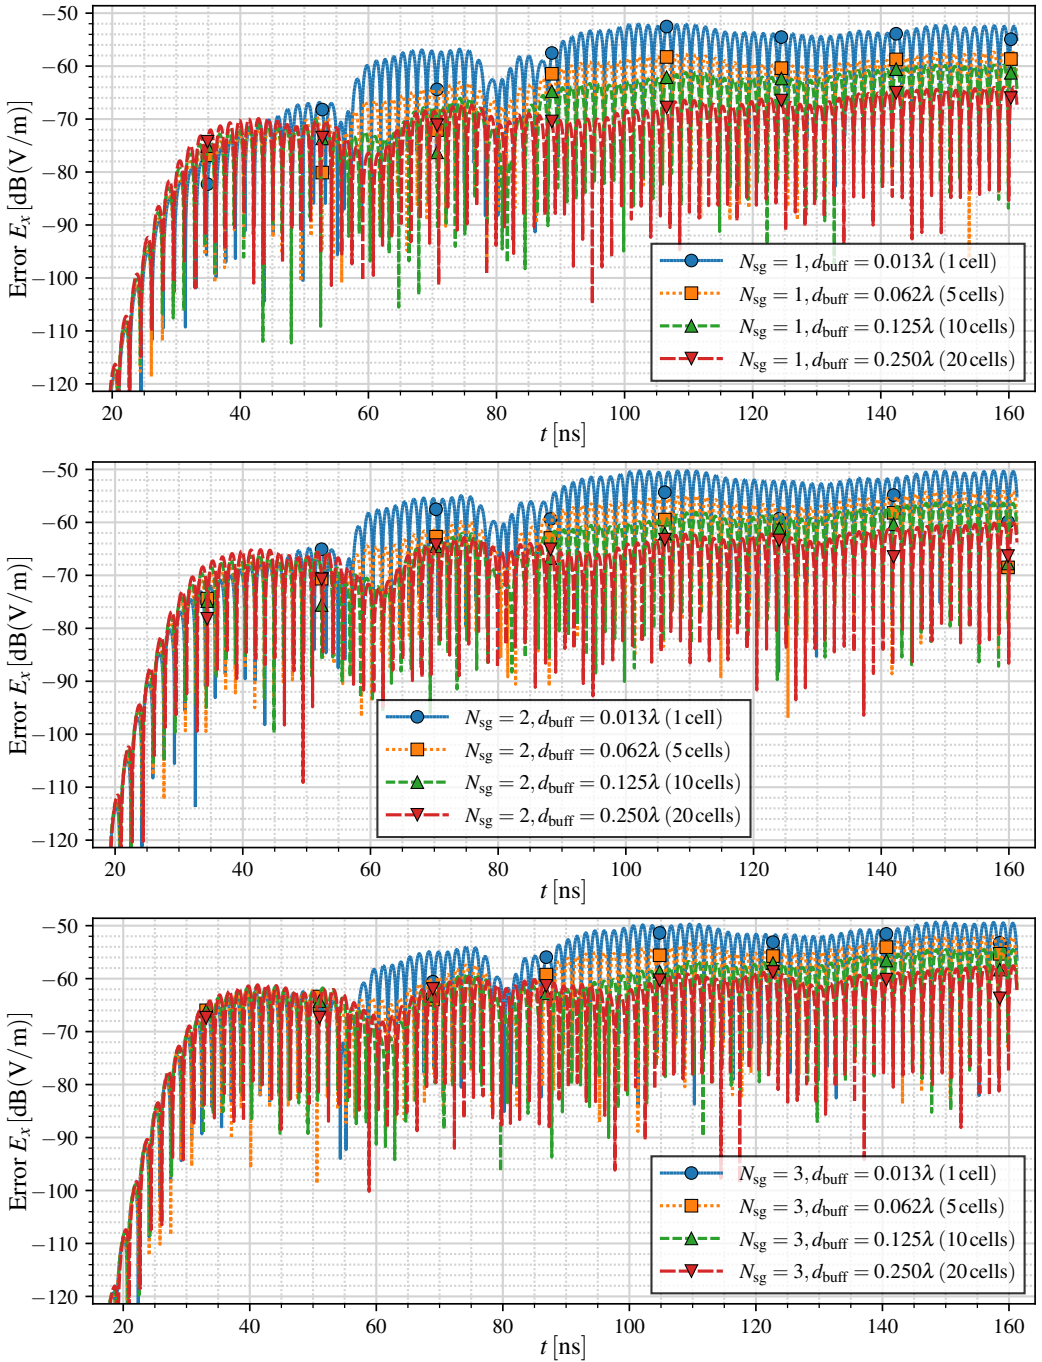 −50
−60
−70
−80
−90
−100
−110
−120
Error Eₓ [dB(V/m)]
N_sg = 1, d_buff = 0.013λ (1 cell)
N_sg = 1, d_buff = 0.062λ (5 cells)
N_sg = 1, d_buff = 0.125λ (10 cells)
N_sg = 1, d_buff = 0.250λ (20 cells)
20 40 60 80 100 120 140 160
t [ns]
−50
−60
−70
−80
−90
−100
−110
−120
Error Eₓ [dB(V/m)]
N_sg = 2, d_buff = 0.013λ (1 cell)
N_sg = 2, d_buff = 0.062λ (5 cells)
N_sg = 2, d_buff = 0.125λ (10 cells)
N_sg = 2, d_buff = 0.250λ (20 cells)
20 40 60 80 100 120 140 160
t [ns]
−50
−60
−70
−80
−90
−100
−110
−120
Error Eₓ [dB(V/m)]
N_sg = 3, d_buff = 0.013λ (1 cell)
N_sg = 3, d_buff = 0.062λ (5 cells)
N_sg = 3, d_buff = 0.125λ (10 cells)
N_sg = 3, d_buff = 0.250λ (20 cells)
20 40 60 80 100 120 140 160
t [ns]